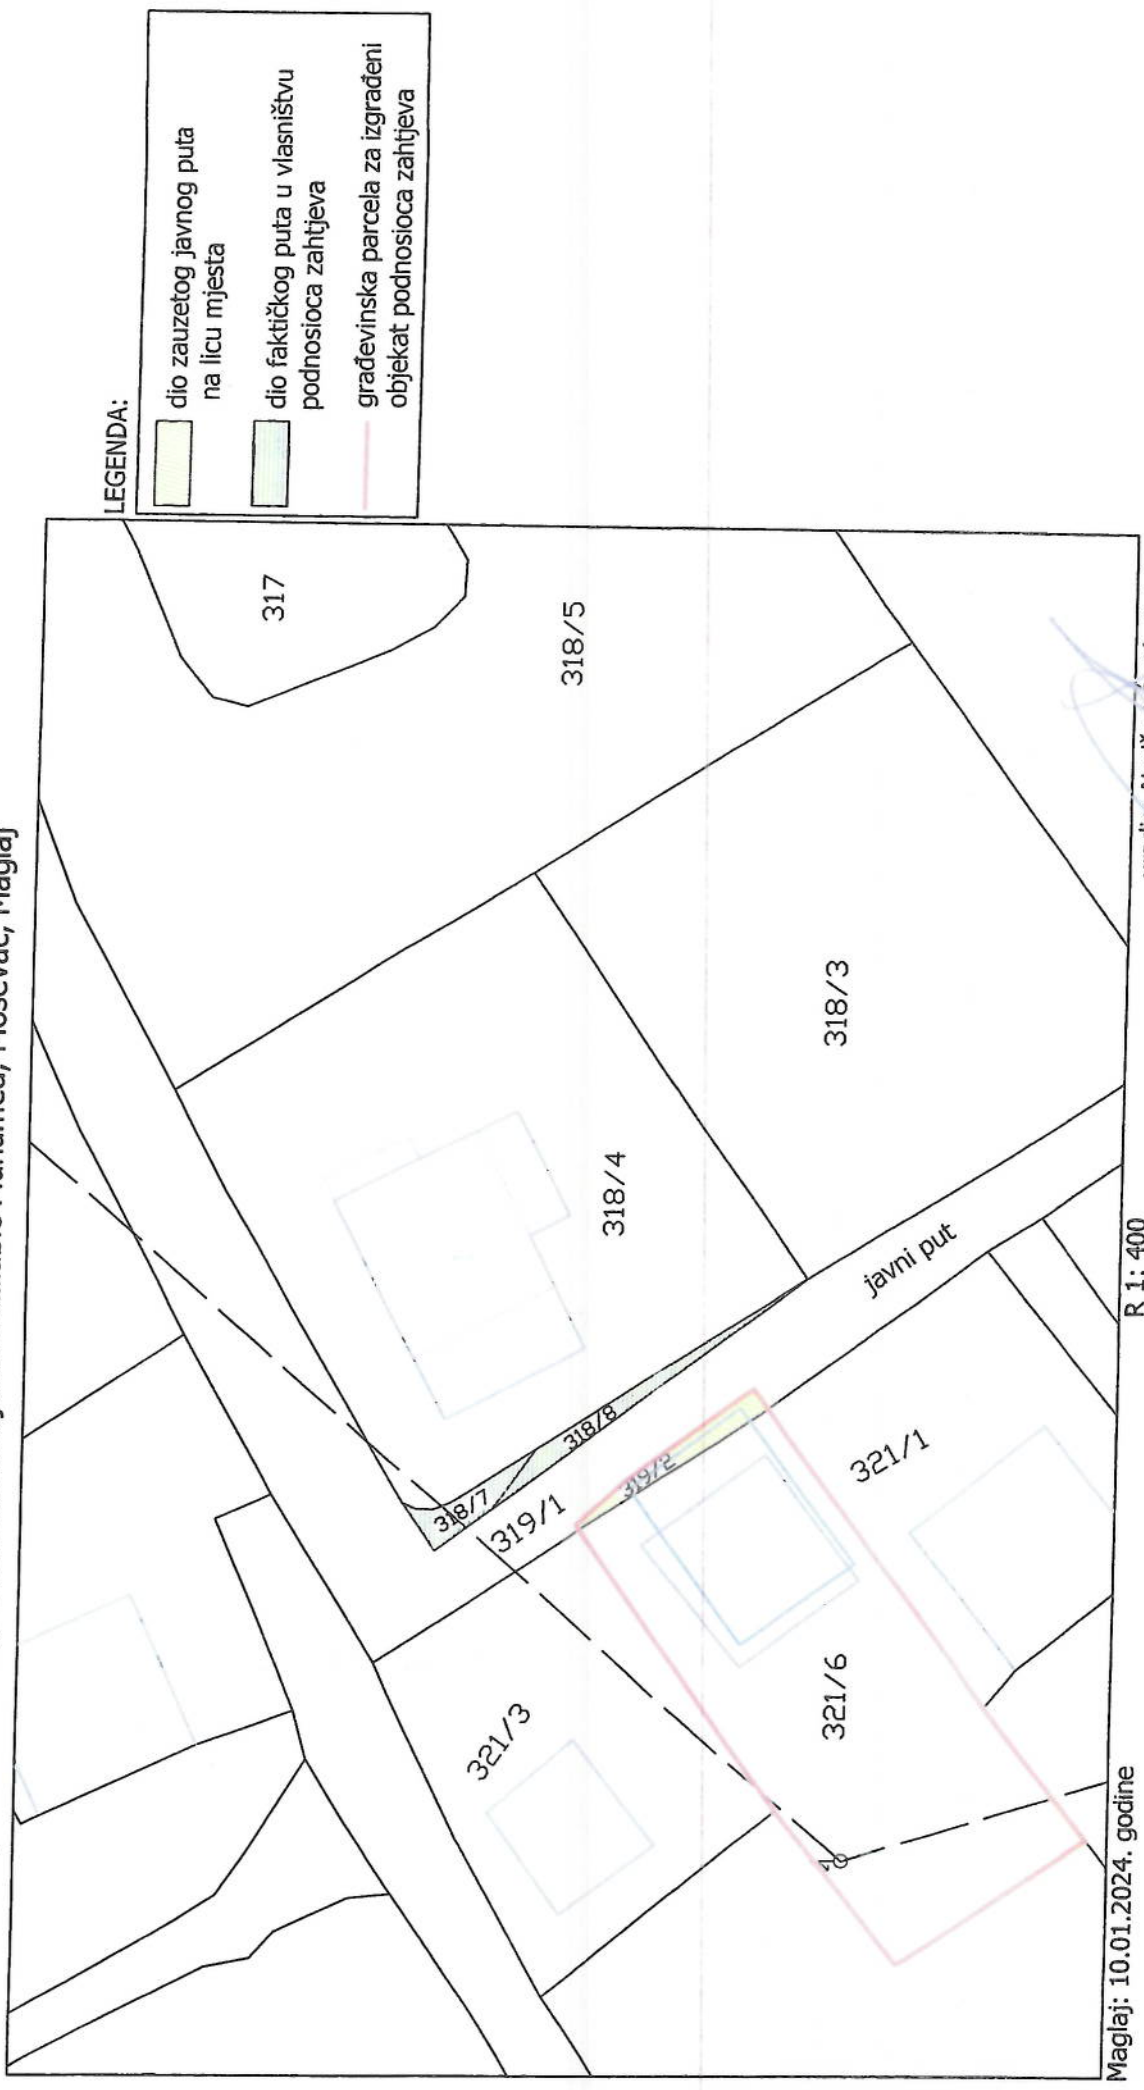 Moševac, Maglaj
LEGENDA:
dio zauzetog javnog puta
na licu mjesta
dio faktičkog puta u vlasništvu
podnosioca zahtjeva
građevinska parcela za izgrađeni
objekat podnosioca zahtjeva
317
318/5
318/3
318/4
javni put
318/8
318/7
319/1
319/2
321/1
321/3
321/6
Maglaj: 10.01.2024. godine
R 1: 400